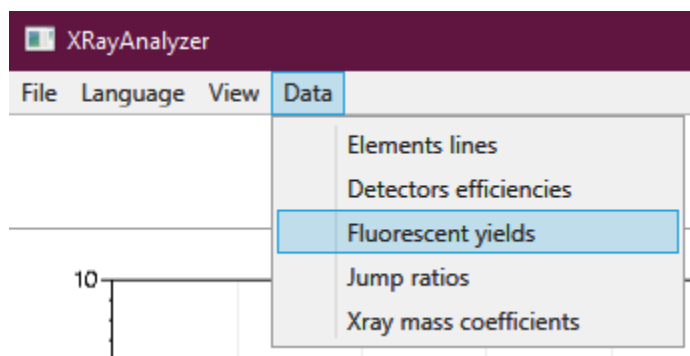 XRayAnalyzer
File Language View Data
Elements lines
Detectors efficiencies
Fluorescent yields
Jump ratios
Xray mass coefficients
10